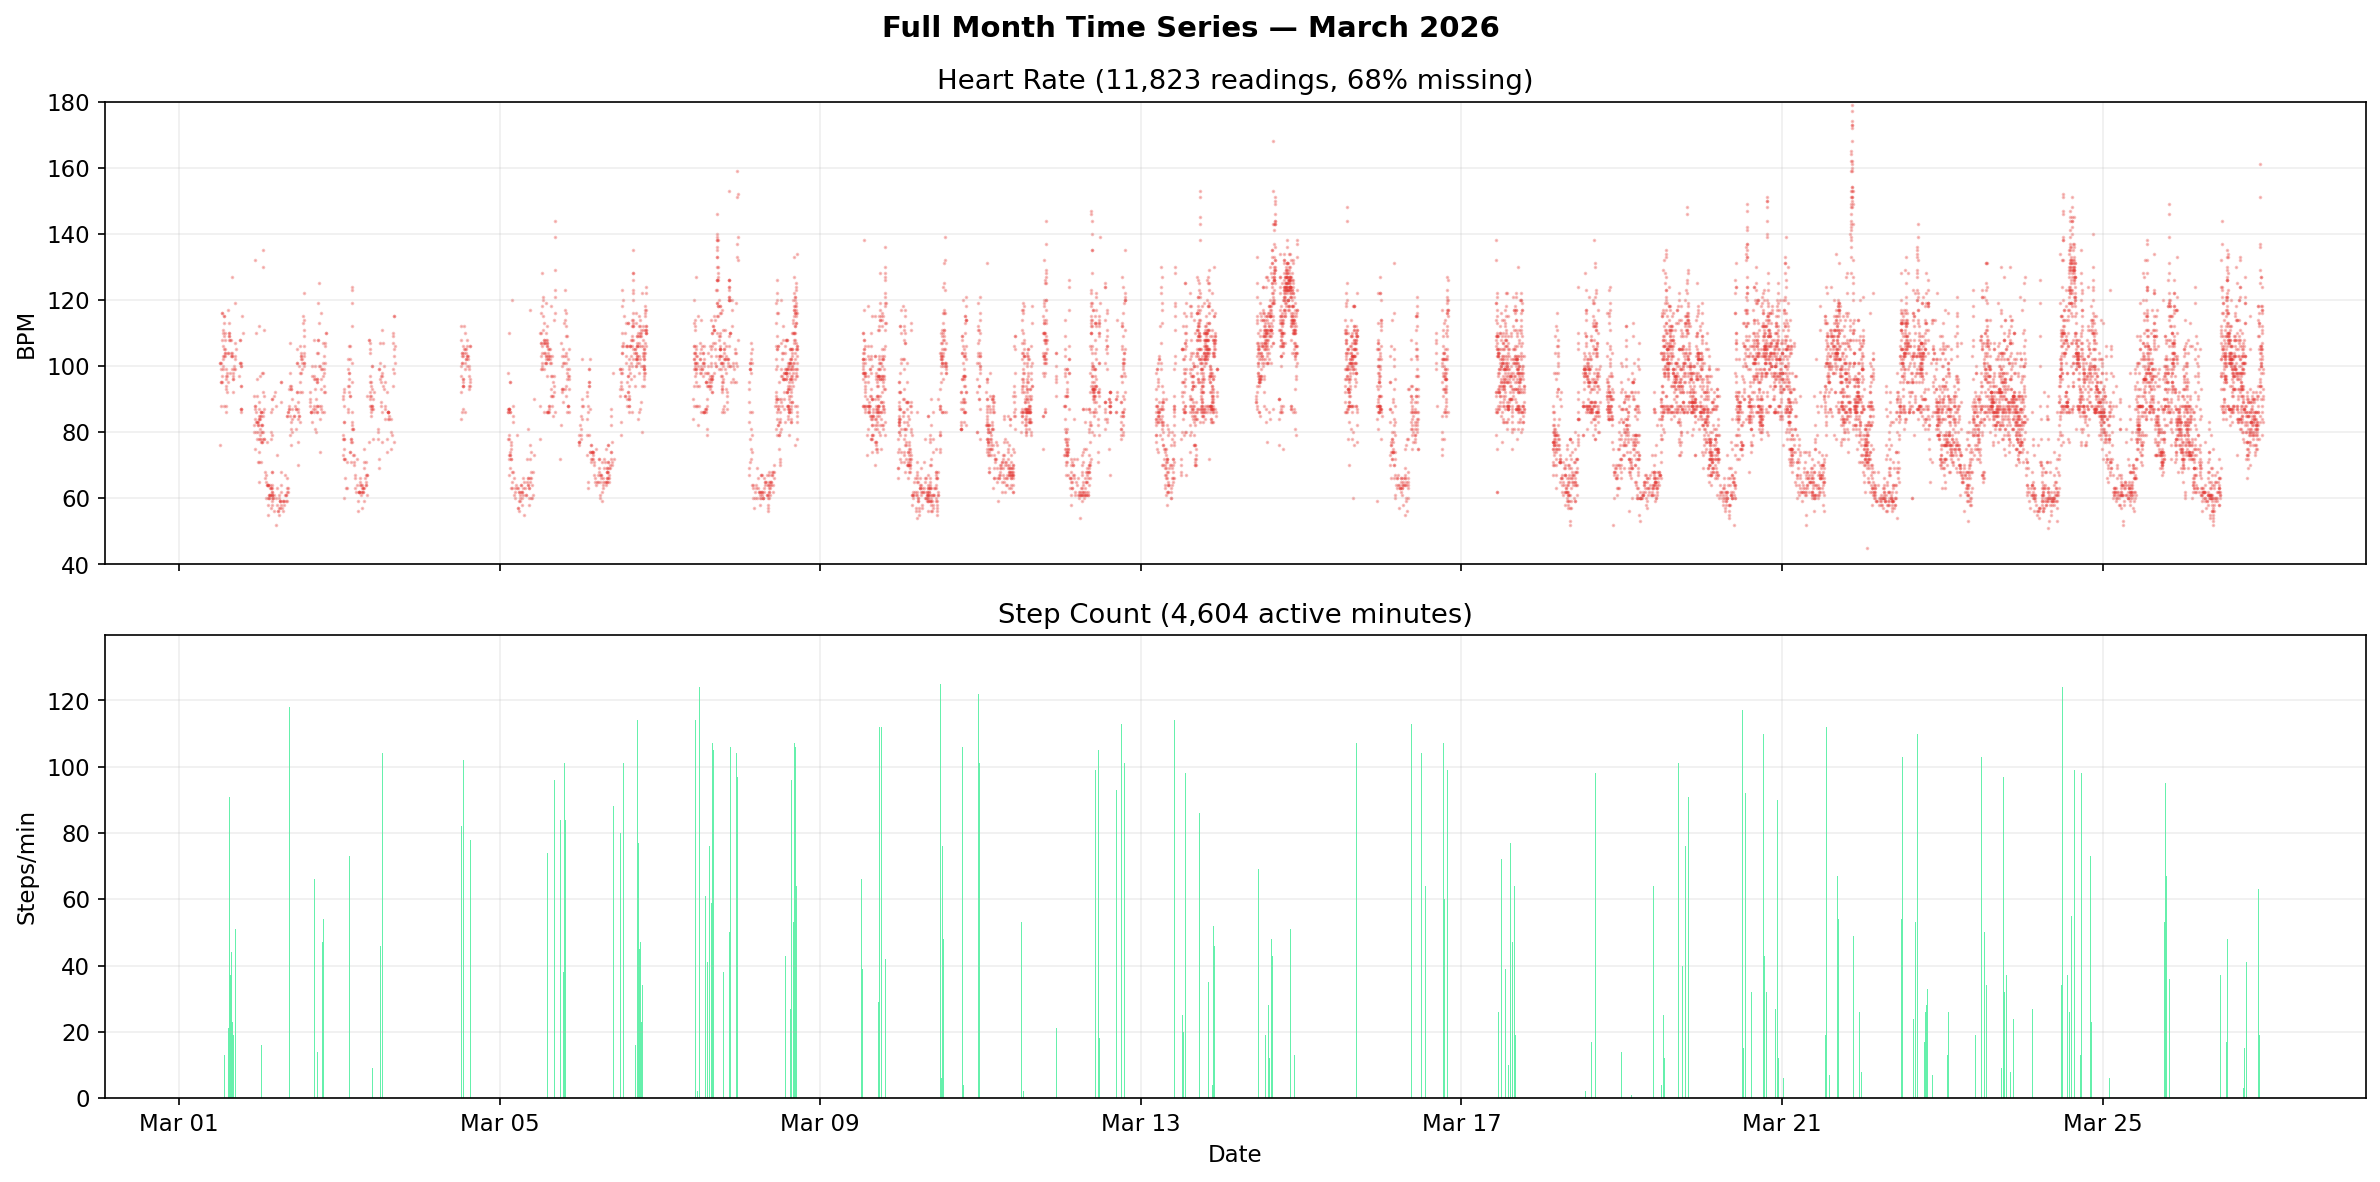 Full Month Time Series — March 2026
Heart Rate (11,823 readings, 68% missing)
180
160
140
120
100
80
60
40
BPM
Step Count (4,604 active minutes)
120
100
80
60
40
20
0
Steps/min
Mar 01 Mar 05 Mar 09 Mar 13 Mar 17 Mar 21 Mar 25
Date